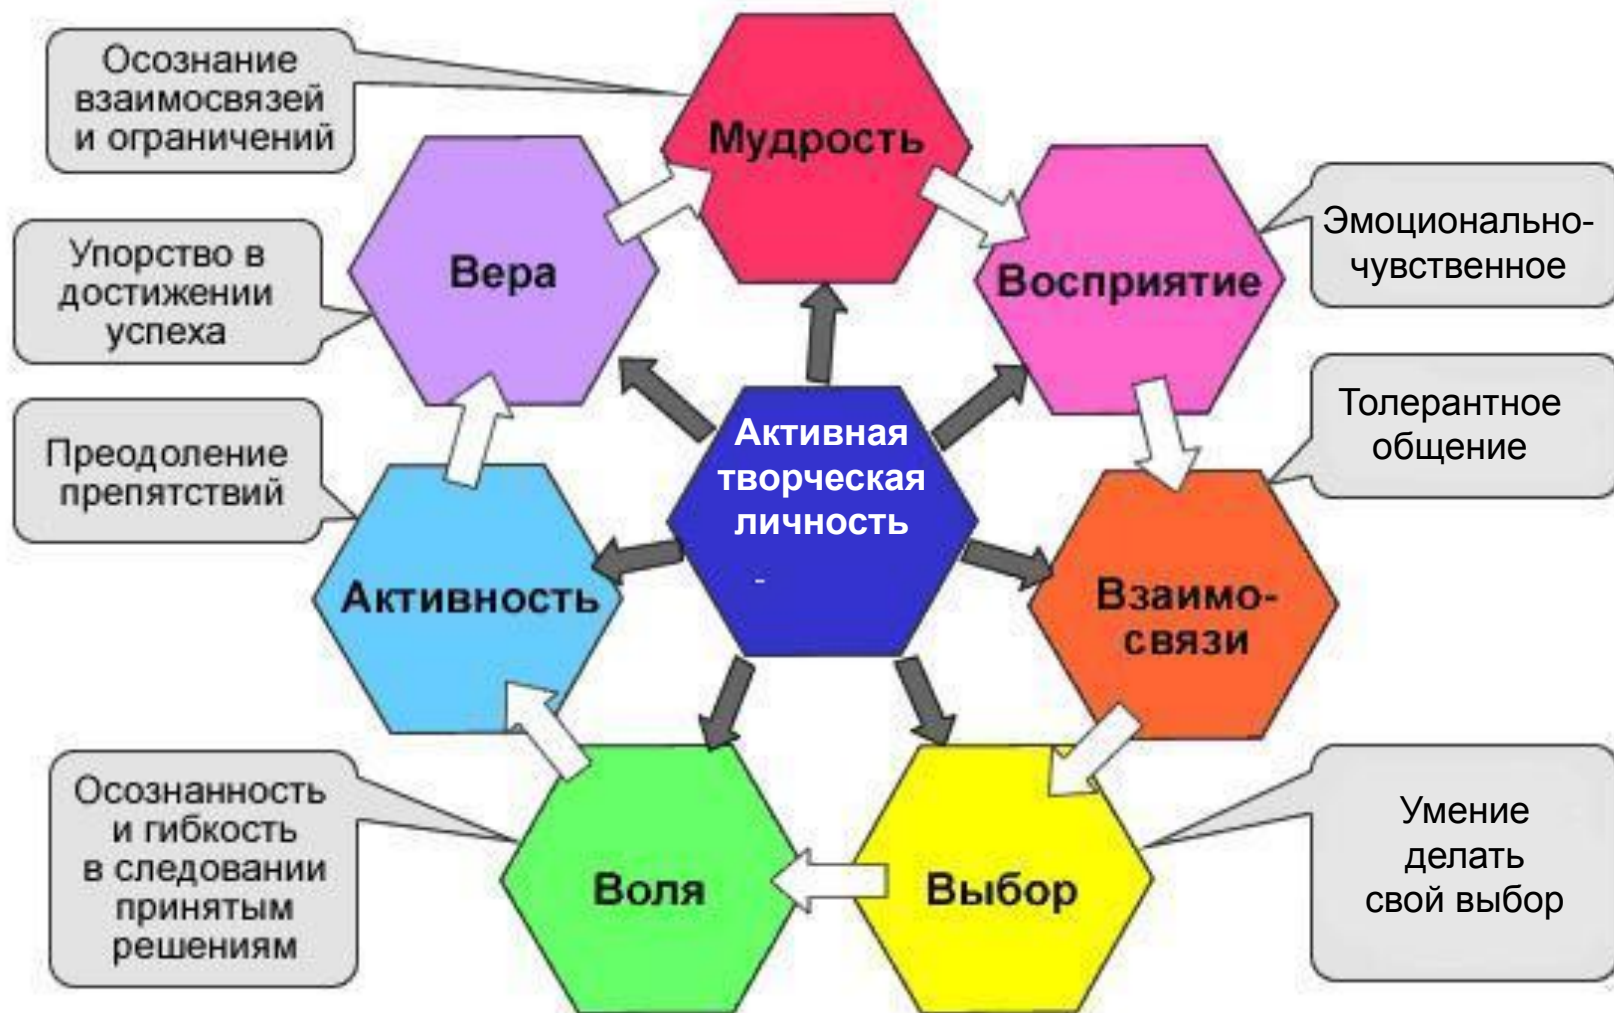 Осознание
взаимосвязей
и ограничений
Мудрость
Эмоционально-
чувственное
Восприятие
Упорство в
достижении
успеха
Вера
Толерантное
общение
Преодоление
препятствий
Активная
творческая
личность
-
Активность
Взаимо-
связи
Осознанность
и гибкость
в следовании
принятым
решениям
Воля
Выбор
Умение
делать
свой выбор